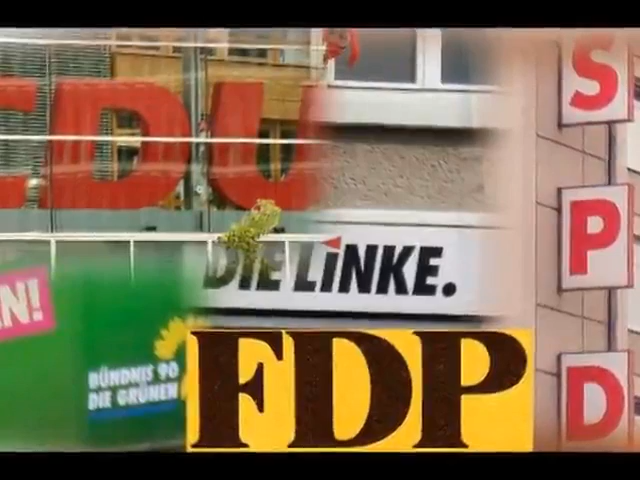 CDU
S
P
D
DIE LINKE.
N!
BÜNDNIS 90
DIE GRÜNEN
FDP